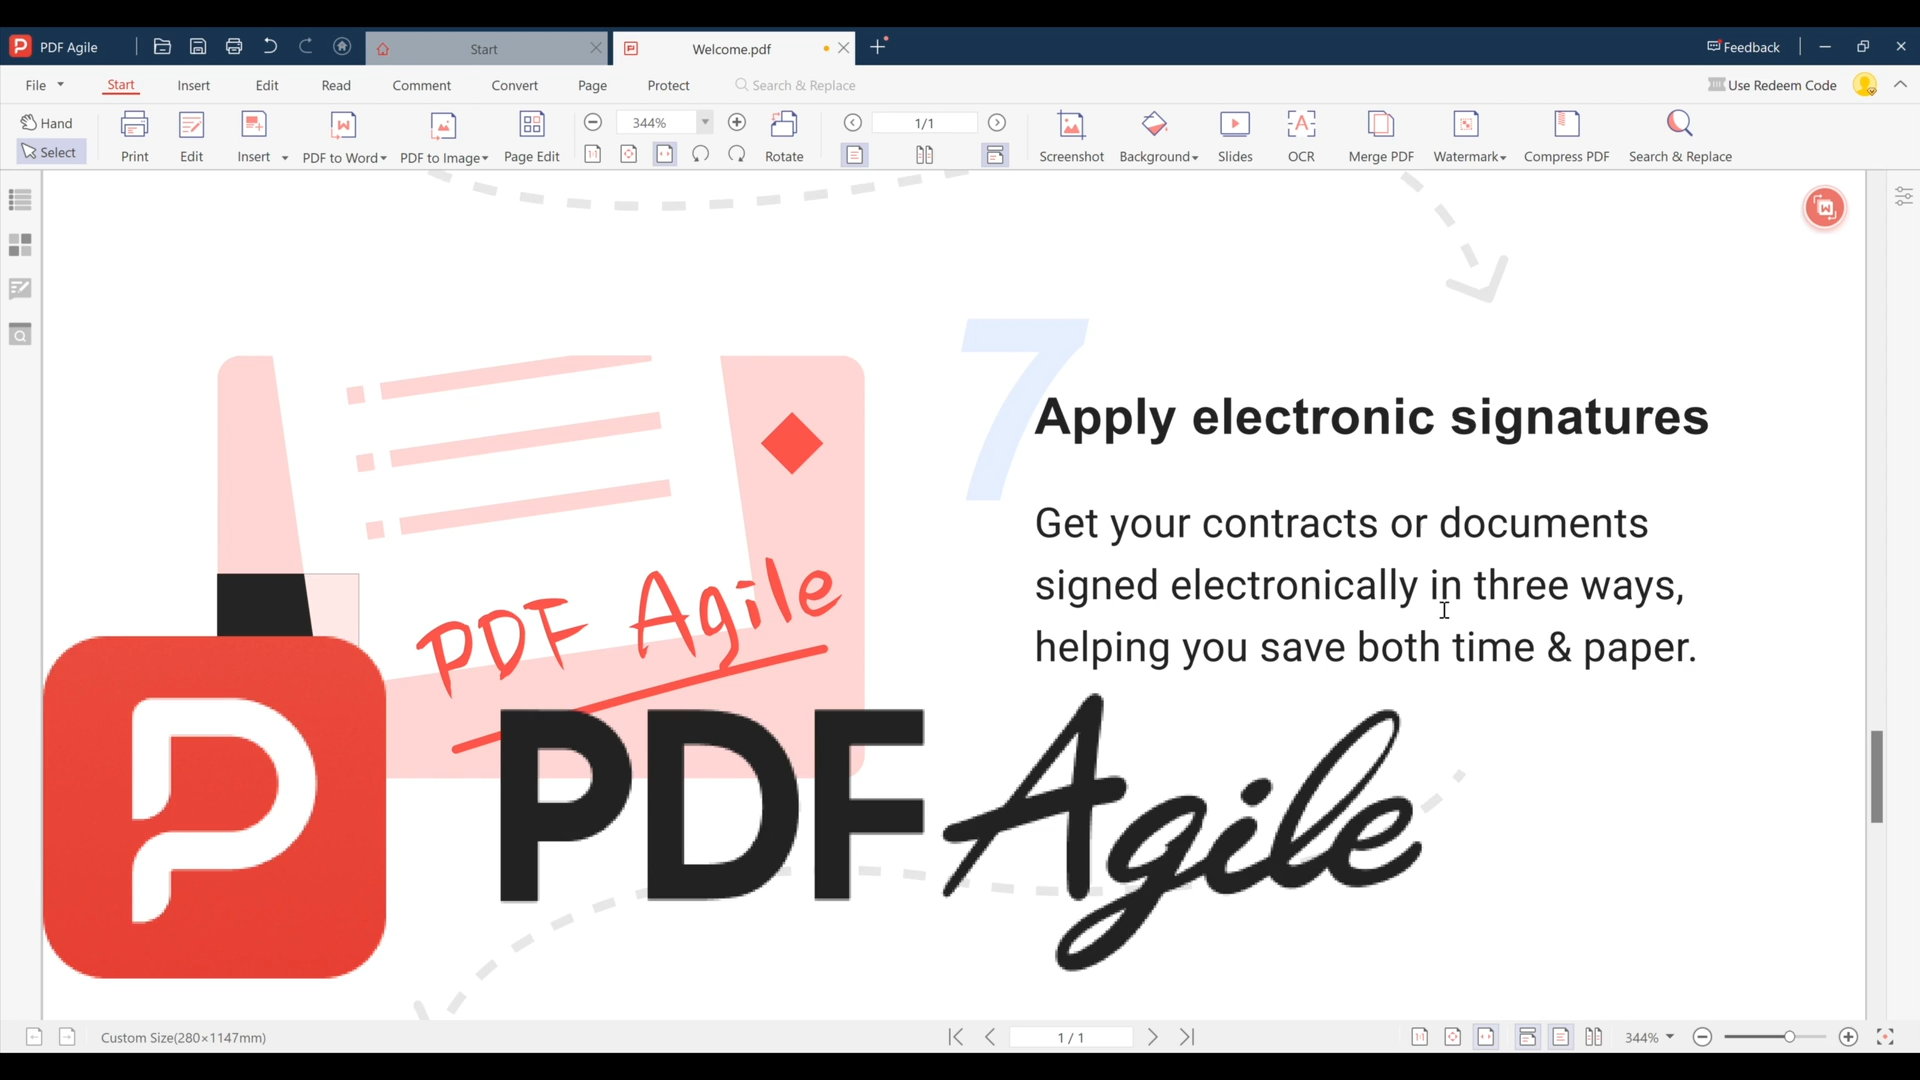 PDF Agile
Start
Welcome.pdf
Feedback
File
Start
Insert
Edit
Read
Comment
Convert
Page
Protect
Search & Replace
Use Redeem Code
Hand
344%
1/1
Select
Print
Edit
Insert
PDF to Word
PDF to Image
Page Edit
Rotate
Screenshot
Background
Slides
OCR
Merge PDF
Watermark
Compress PDF
Search & Replace
7
Apply electronic signatures
Get your contracts or documents
signed electronically in three ways,
helping you save both time & paper.
PDF Agile
PDF Agile
Custom Size(280×1147mm)
1 / 1
344%